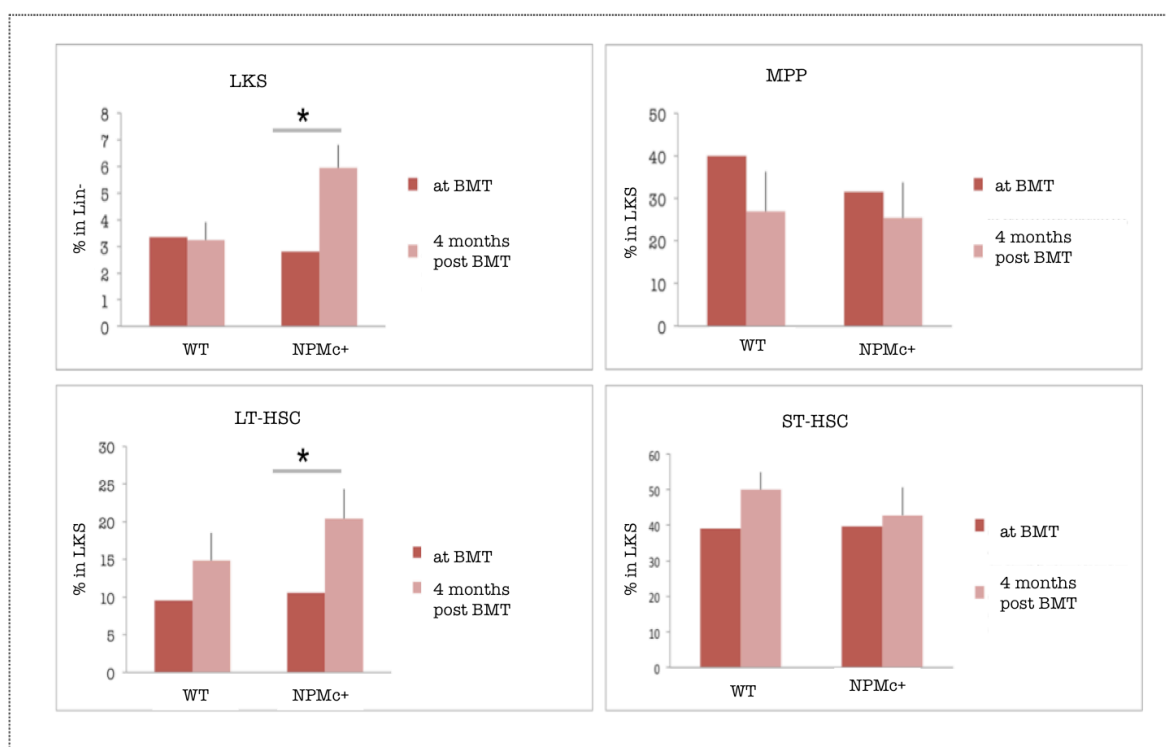 LKS
8
7
6
5
4
3
2
1
0
% in Lin-
*
WT
NPMc+
at BMT
4 months
post BMT
MPP
50
40
30
20
10
0
% in LKS
WT
NPMc+
at BMT
4 months
post BMT
LT-HSC
30
25
20
15
10
5
0
% in LKS
*
WT
NPMc+
at BMT
4 months
post BMT
ST-HSC
60
50
40
30
20
10
0
% in LKS
WT
NPMc+
at BMT
4 months
post BMT